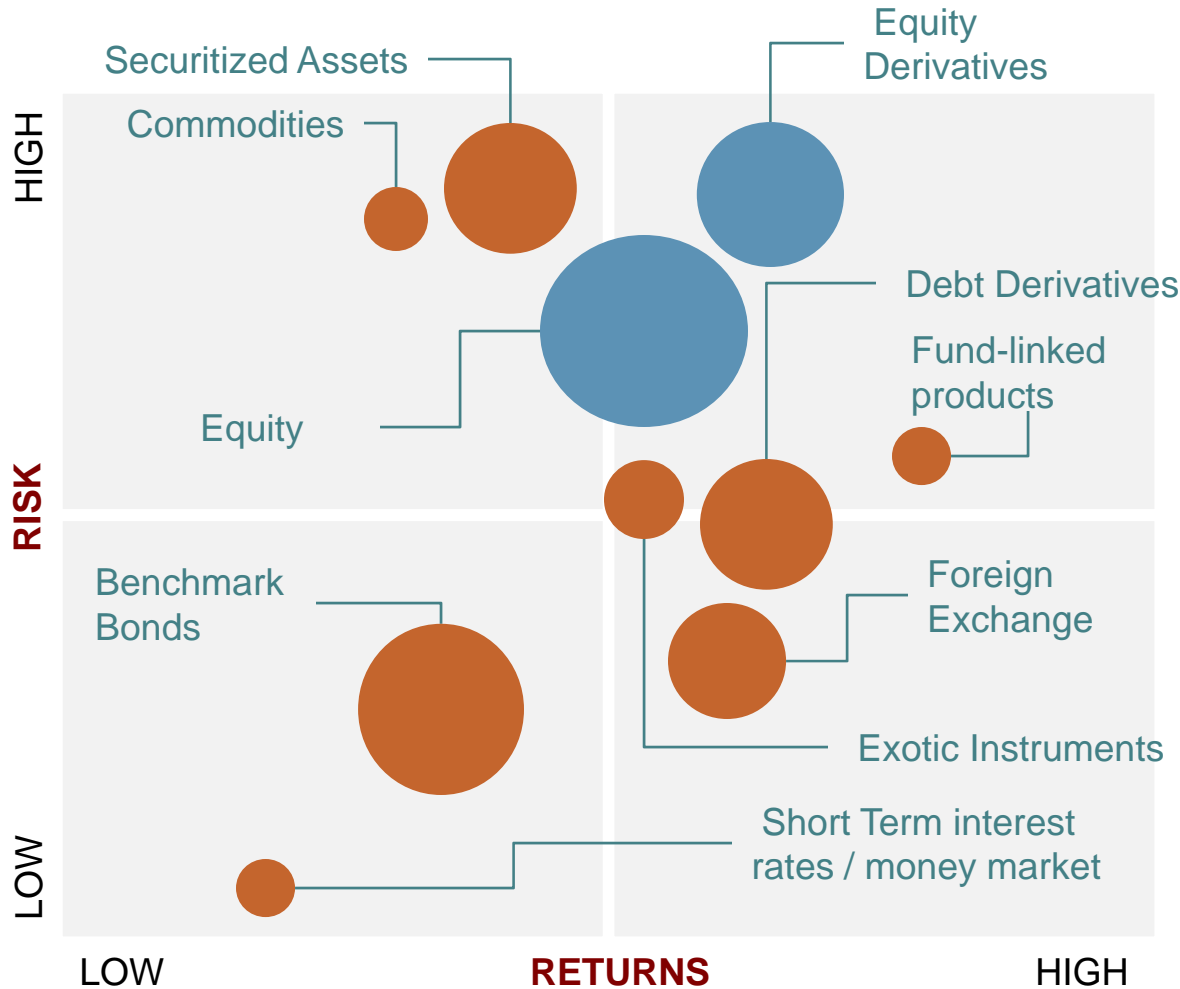 Equity
Derivatives
Securitized Assets
Commodities
HIGH
Debt Derivatives
Fund-linked
products
Equity
RISK
Benchmark
Bonds
Foreign
Exchange
Exotic Instruments
Short Term interest
rates / money market
LOW
LOW
RETURNS
HIGH